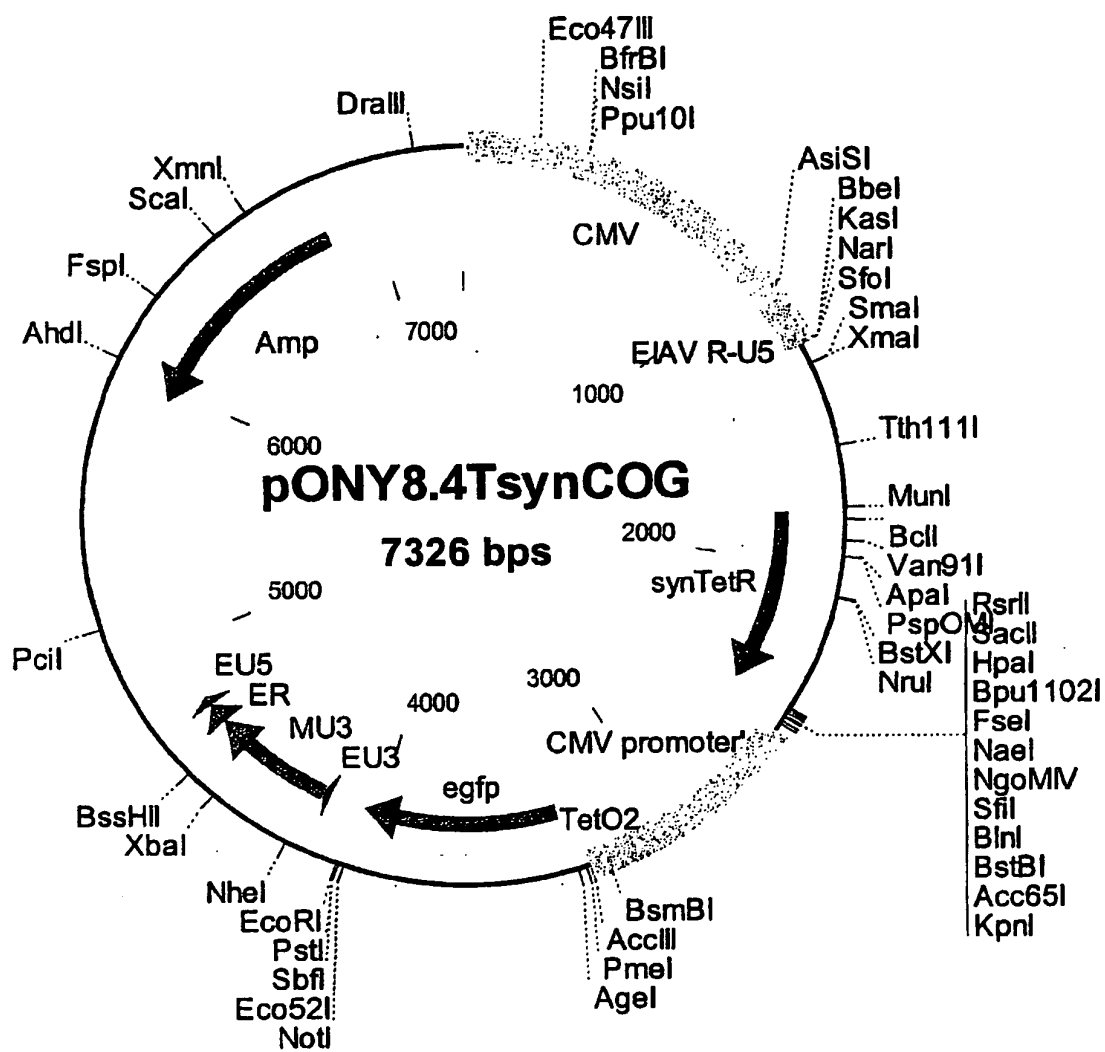 Eco47III
BfrBI
NsiI
Ppu10I
DraIII
XmnI
ScaI
FspI
AhdI
AsiSI
BbeI
KasI
NarI
SfoI
SmaI
XmaI
CMV
7000
Amp
EIAV R-U5
1000
Tth111I
6000
pONY8.4TsynCOG
7326 bps
MunI
BclI
Van91I
ApaI
PspOMI
BstXI
NruI
2000
synTetR
RsrII
SacII
HpaI
Bpu1102I
FseI
NaeI
NgoMIV
SfiI
BlnI
BstBI
Acc65I
KpnI
5000
PciI
EU5
ER
MU3
EU3
4000
3000
CMV promoter
egfp
TetO2
BssHII
XbaI
NheI
EcoRI
PstI
SbfI
Eco52I
NotI
BsmBI
AccIII
PmeI
AgeI